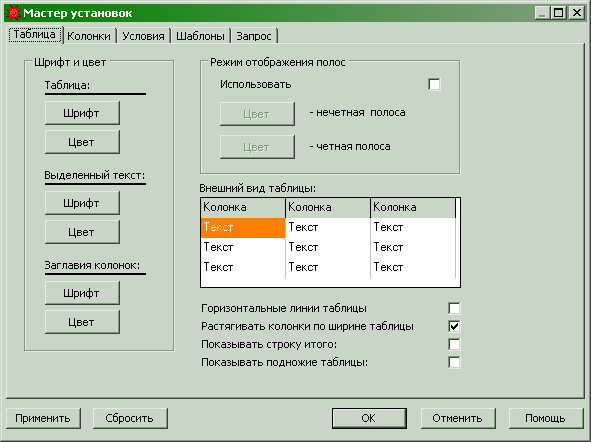 Мастер установок
Таблица Колонки Условия Шаблоны Запрос
Шрифт и цвет
Таблица:
Шрифт
Цвет
Выделенный текст:
Шрифт
Цвет
Заглавия колонок:
Шрифт
Цвет
Режим отображения полос
Использовать
Цвет - нечетная полоса
Цвет - четная полоса
Внешний вид таблицы:
Колонка Колонка Колонка
Текст Текст Текст
Текст Текст Текст
Текст Текст Текст
Горизонтальные линии таблицы
Растягивать колонки по ширине таблицы
Показывать строку итого:
Показывать подножие таблицы:
Применить Сбросить OK Отменить Помощь